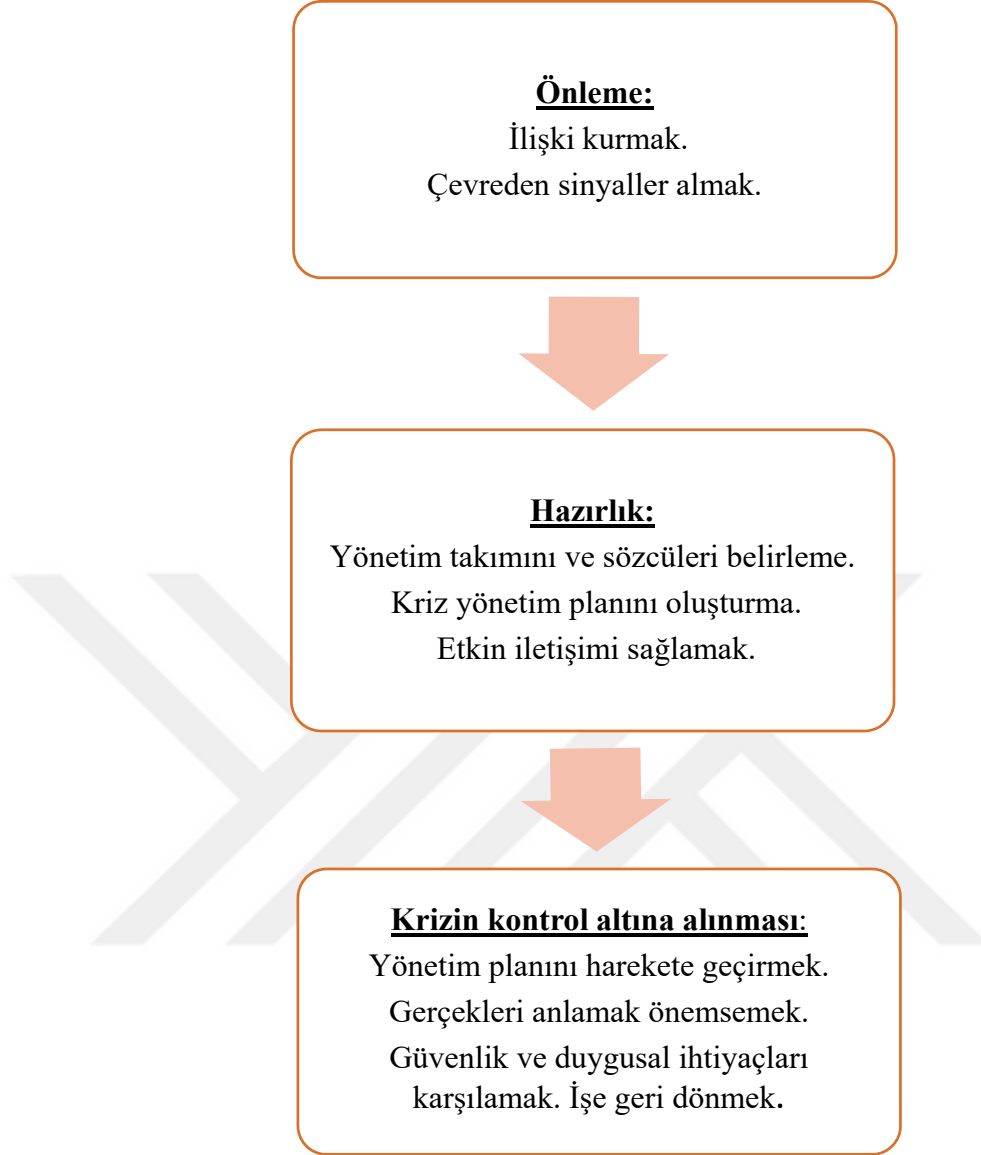 Önleme:
İlişki kurmak.
Çevreden sinyaller almak.
Hazırlık:
Yönetim takımını ve sözcüleri belirleme.
Kriz yönetim planını oluşturma.
Etkin iletişimi sağlamak.
Krizin kontrol altına alınması:
Yönetim planını harekete geçirmek.
Gerçekleri anlamak önemsemek.
Güvenlik ve duygusal ihtiyaçları
karşılamak. İşe geri dönmek.